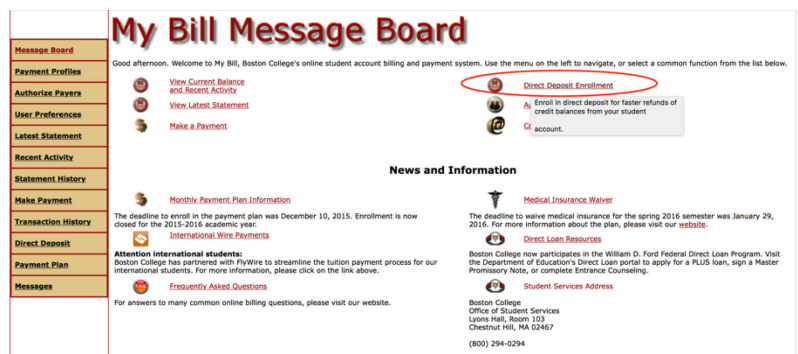 My Bill Message Board
Message Board
Payment Profiles
Authorize Payers
User Preferences
Latest Statement
Recent Activity
Statement History
Make Payment
Transaction History
Direct Deposit
Payment Plan
Messages
Good afternoon. Welcome to My Bill, Boston College's online student account billing and payment system. Use the menu on the left to navigate, or select a common function from the list below.
View Current Balance
and Recent Activity
View Latest Statement
Make a Payment
Direct Deposit Enrollment
Enroll in direct deposit for faster refunds of
credit balances from your student
account.
News and Information
Monthly Payment Plan Information
The deadline to enroll in the payment plan was December 10, 2015. Enrollment is now
closed for the 2015-2016 academic year.
International Wire Payments
Attention international students:
Boston College has partnered with FlyWire to streamline the tuition payment process for our
international students. For more information, please click on the link above.
Frequently Asked Questions
For answers to many common online billing questions, please visit our website.
Medical Insurance Waiver
The deadline to waive medical insurance for the spring 2016 semester was January 29,
2016. For more information about the plan, please visit our website.
Direct Loan Resources
Boston College now participates in the William D. Ford Federal Direct Loan Program. Visit
the Department of Education's Direct Loan portal to apply for a PLUS loan, sign a Master
Promissory Note, or complete Entrance Counseling.
Student Services Address
Boston College
Office of Student Services
Lyons Hall, Room 103
Chestnut Hill, MA 02467
(800) 294-0294